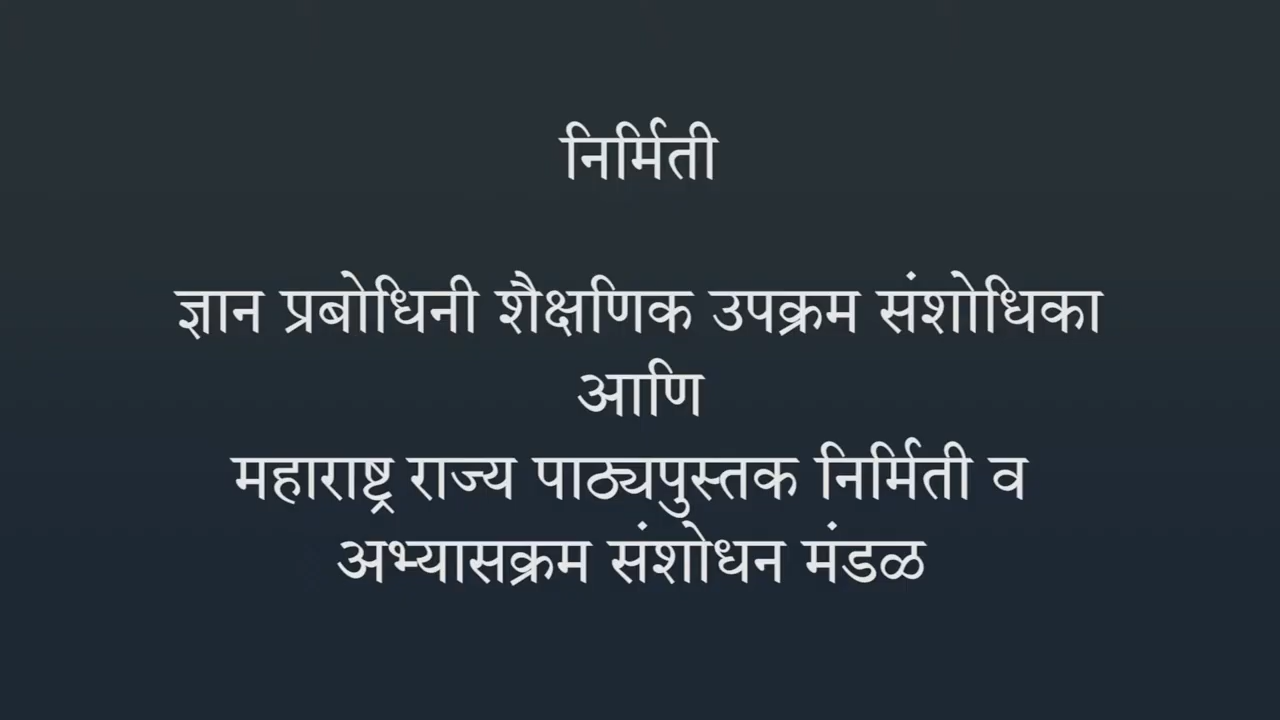 निर्मिती
ज्ञान प्रबोधिनी शैक्षणिक उपक्रम संशोधिका
आणि
महाराष्ट्र राज्य पाठ्यपुस्तक निर्मिती व
अभ्यासक्रम संशोधन मंडळ